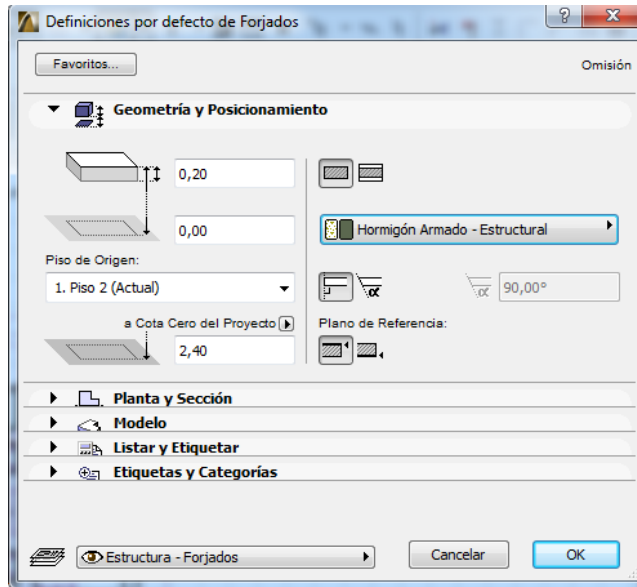 Definiciones por defecto de Forjados
Favoritos...
Omisión
Geometría y Posicionamiento
0,20
0,00
Hormigón Armado - Estructural
Piso de Origen:
1. Piso 2 (Actual)
α
α
90,00°
a Cota Cero del Proyecto
Plano de Referencia:
2,40
Planta y Sección
Modelo
Listar y Etiquetar
Etiquetas y Categorías
Estructura - Forjados
Cancelar
OK